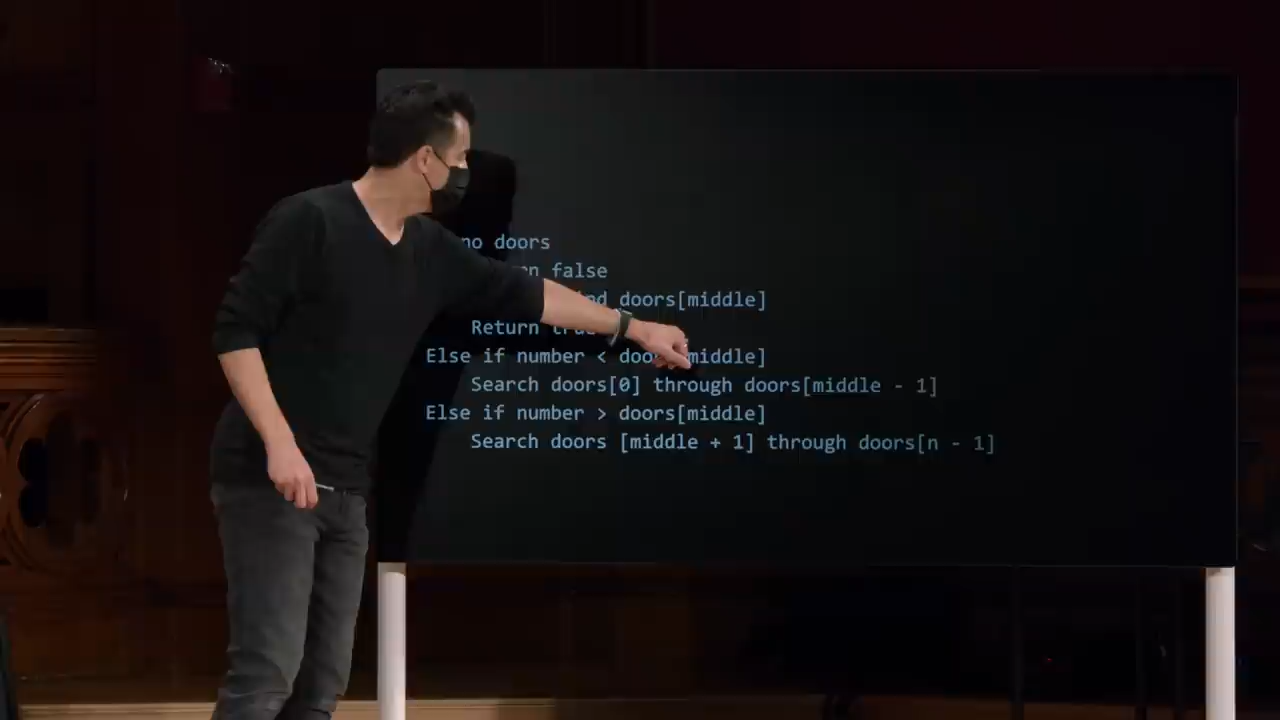 no doors
false
doors[middle]
Return
Else if number < middle]
Search doors[0] through doors[middle - 1]
Else if number > doors[middle]
Search doors [middle + 1] through doors[n - 1]